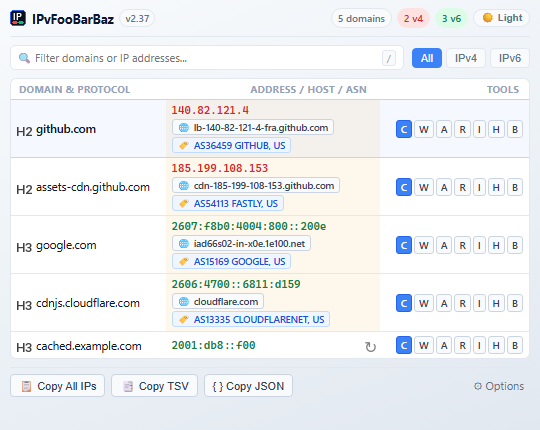 IP IPvFooBarBaz v2.37 5 domains 2 v4 3 v6 Light
Filter domains or IP addresses... / All IPv4 IPv6
DOMAIN & PROTOCOL ADDRESS / HOST / ASN TOOLS
140.82.121.4
H2 github.com lb-140-82-121-4-fra.github.com C W A R I H B
AS36459 GITHUB, US
185.199.108.153
H2 assets-cdn.github.com cdn-185-199-108-153.github.com C W A R I H B
AS54113 FASTLY, US
2607:f8b0:4004:800::200e
H3 google.com iad66s02-in-x0e.1e100.net C W A R I H B
AS15169 GOOGLE, US
2606:4700::6811:d159
H3 cdnjs.cloudflare.com cloudflare.com C W A R I H B
AS13335 CLOUDFLARENET, US
H3 cached.example.com 2001:db8::f00 ↻ C W A R I H B
Copy All IPs Copy TSV { } Copy JSON Options